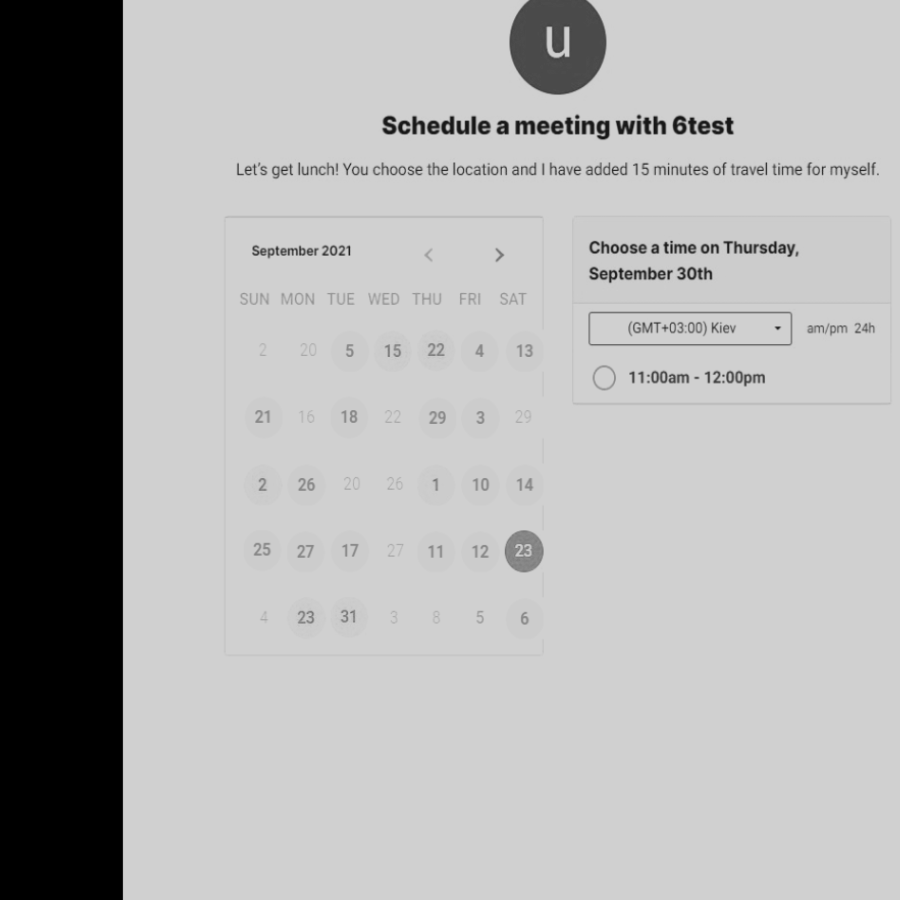 u
Schedule a meeting with 6test
Let's get lunch! You choose the location and I have added 15 minutes of travel time for myself.
September 2021
SUN MON TUE WED THU FRI SAT
2 20 5 15 22 4 13
21 16 18 22 29 3 29
2 26 20 26 1 10 14
25 27 17 27 11 12 23
4 23 31 3 8 5 6
Choose a time on Thursday,
September 30th
(GMT+03:00) Kiev am/pm 24h
11:00am - 12:00pm